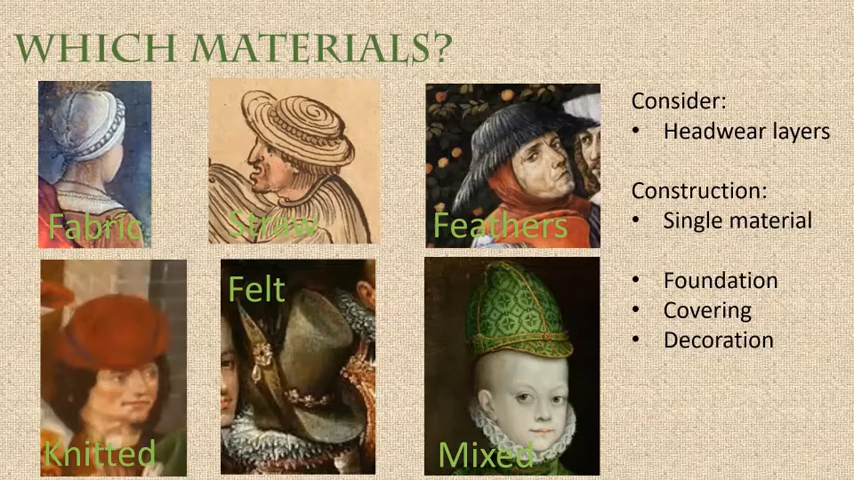 WHICH MATERIALS?
Fabric
Straw
Feathers
Knitted
Felt
Mixed
Consider:
• Headwear layers
Construction:
• Single material
• Foundation
• Covering
• Decoration